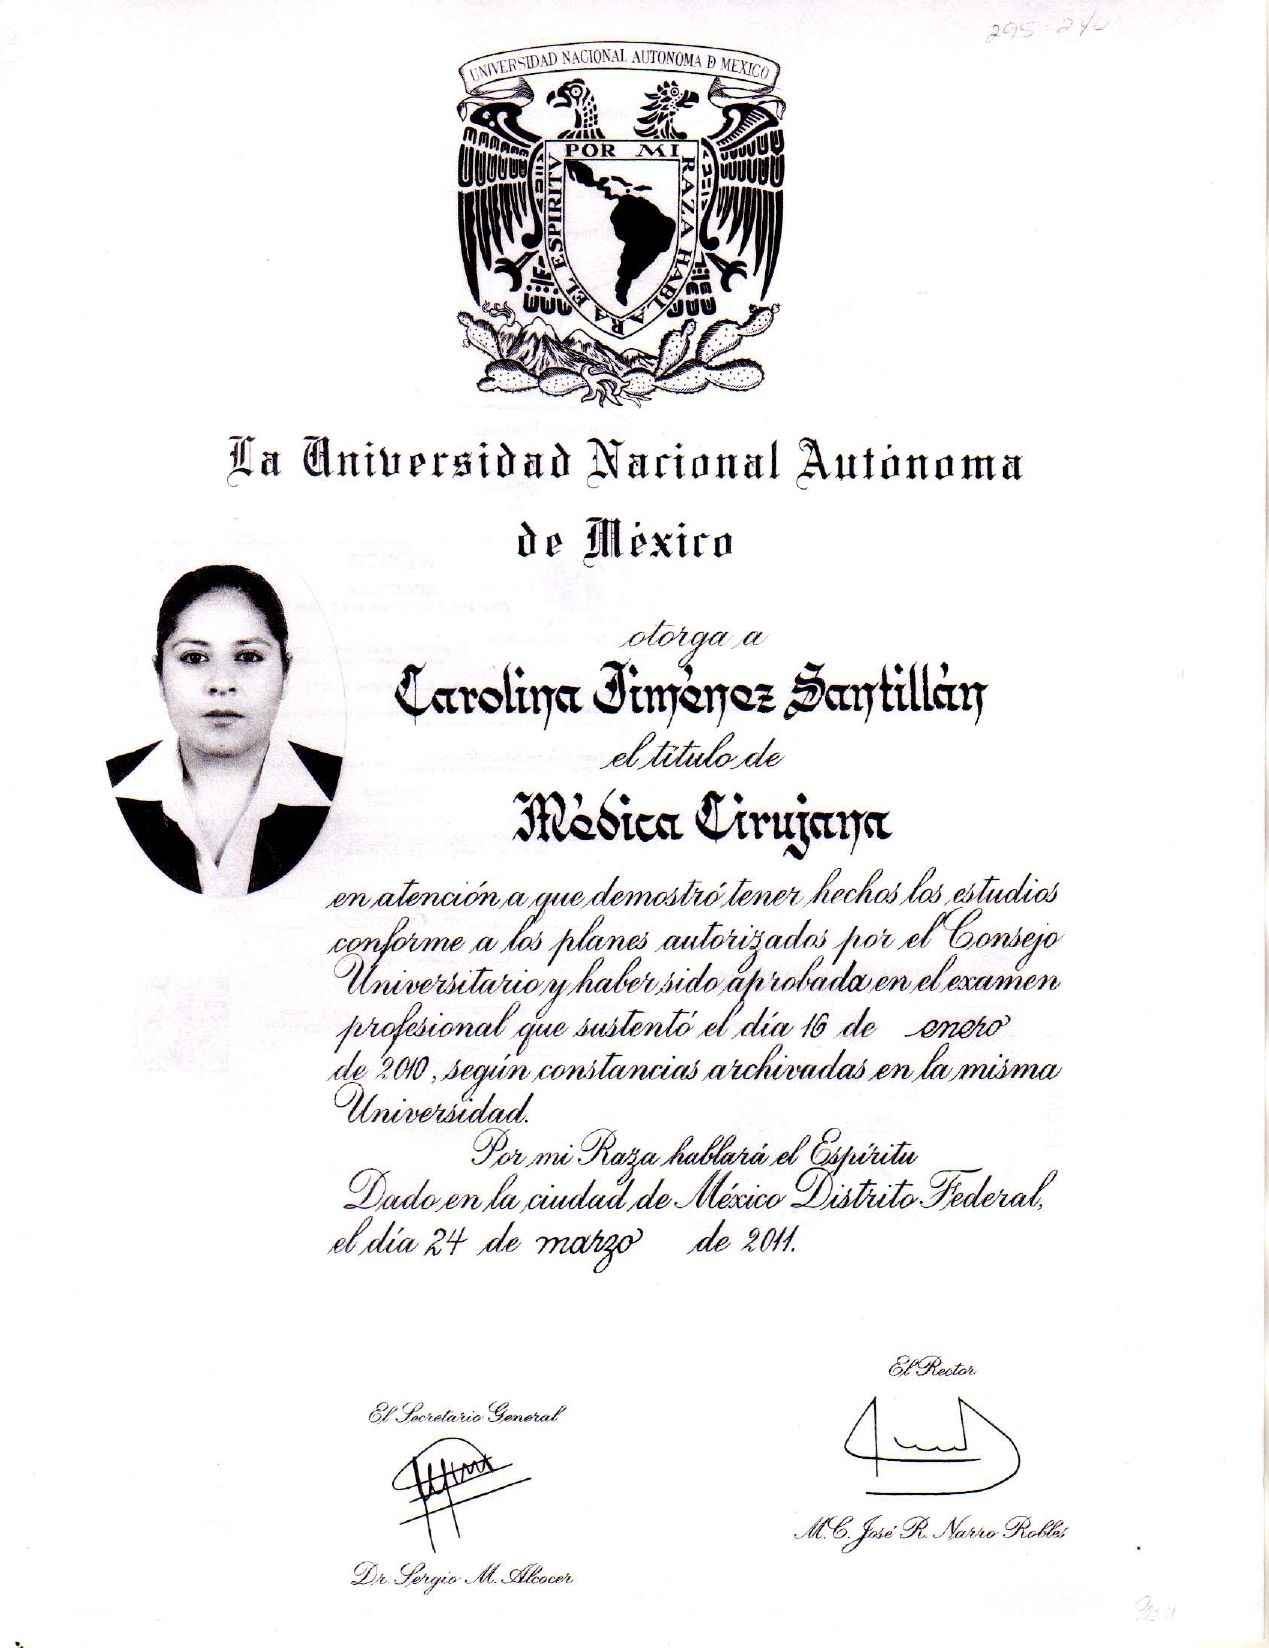 295-240
UNIVERSIDAD NACIONAL AUTONOMA D MEXICO
POR MI RAZA HABLARA EL ESPIRITV
La Universidad Nacional Autónoma
de México
otorga a
Carolina Jiménez Santillán
el título de
Médica Cirujana
en atención a que demostró tener hechos los estudios
conforme a los planes autorizados por el Consejo
Universitario y haber sido aprobada en el examen
profesional que sustentó el día 16 de enero
de 2010, según constancias archivadas en la misma
Universidad.
Por mi Raza hablará el Espíritu
Dado en la ciudad de México Distrito Federal,
el día 24 de marzo de 2011.
El Rector
El Secretario General
M.C. José R. Narro Robles
Dr. Sergio M. Alcocer